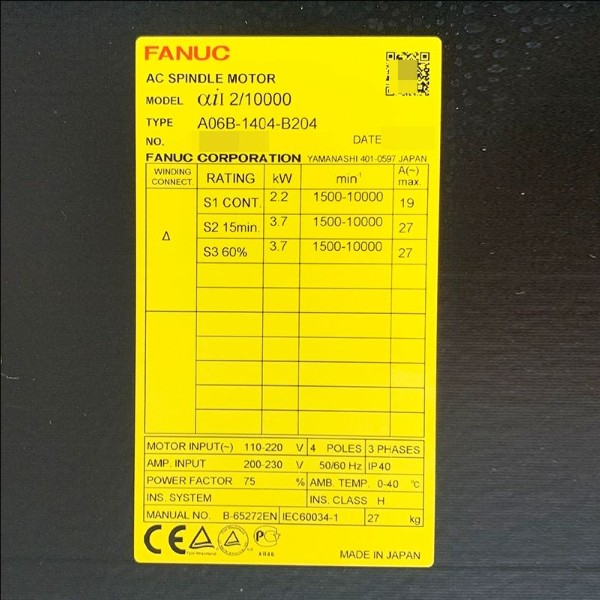 FANUC
AC SPINDLE MOTOR
MODEL αiI 2/10000
TYPE A06B-1404-B204
NO. DATE
FANUC CORPORATION YAMANASHI 401-0597 JAPAN
WINDING CONNECT. RATING kW min⁻¹ A(~) max.
Δ
S1 CONT. 2.2 1500-10000 19
S2 15min. 3.7 1500-10000 27
S3 60% 3.7 1500-10000 27
MOTOR INPUT(~) 110-220 V 4 POLES 3 PHASES
AMP. INPUT 200-230 V 50/60 Hz IP40
POWER FACTOR 75 % AMB. TEMP. 0-40 °C
INS. SYSTEM INS. CLASS H
MANUAL NO. B-65272EN IEC60034-1 27 kg
CE
MADE IN JAPAN